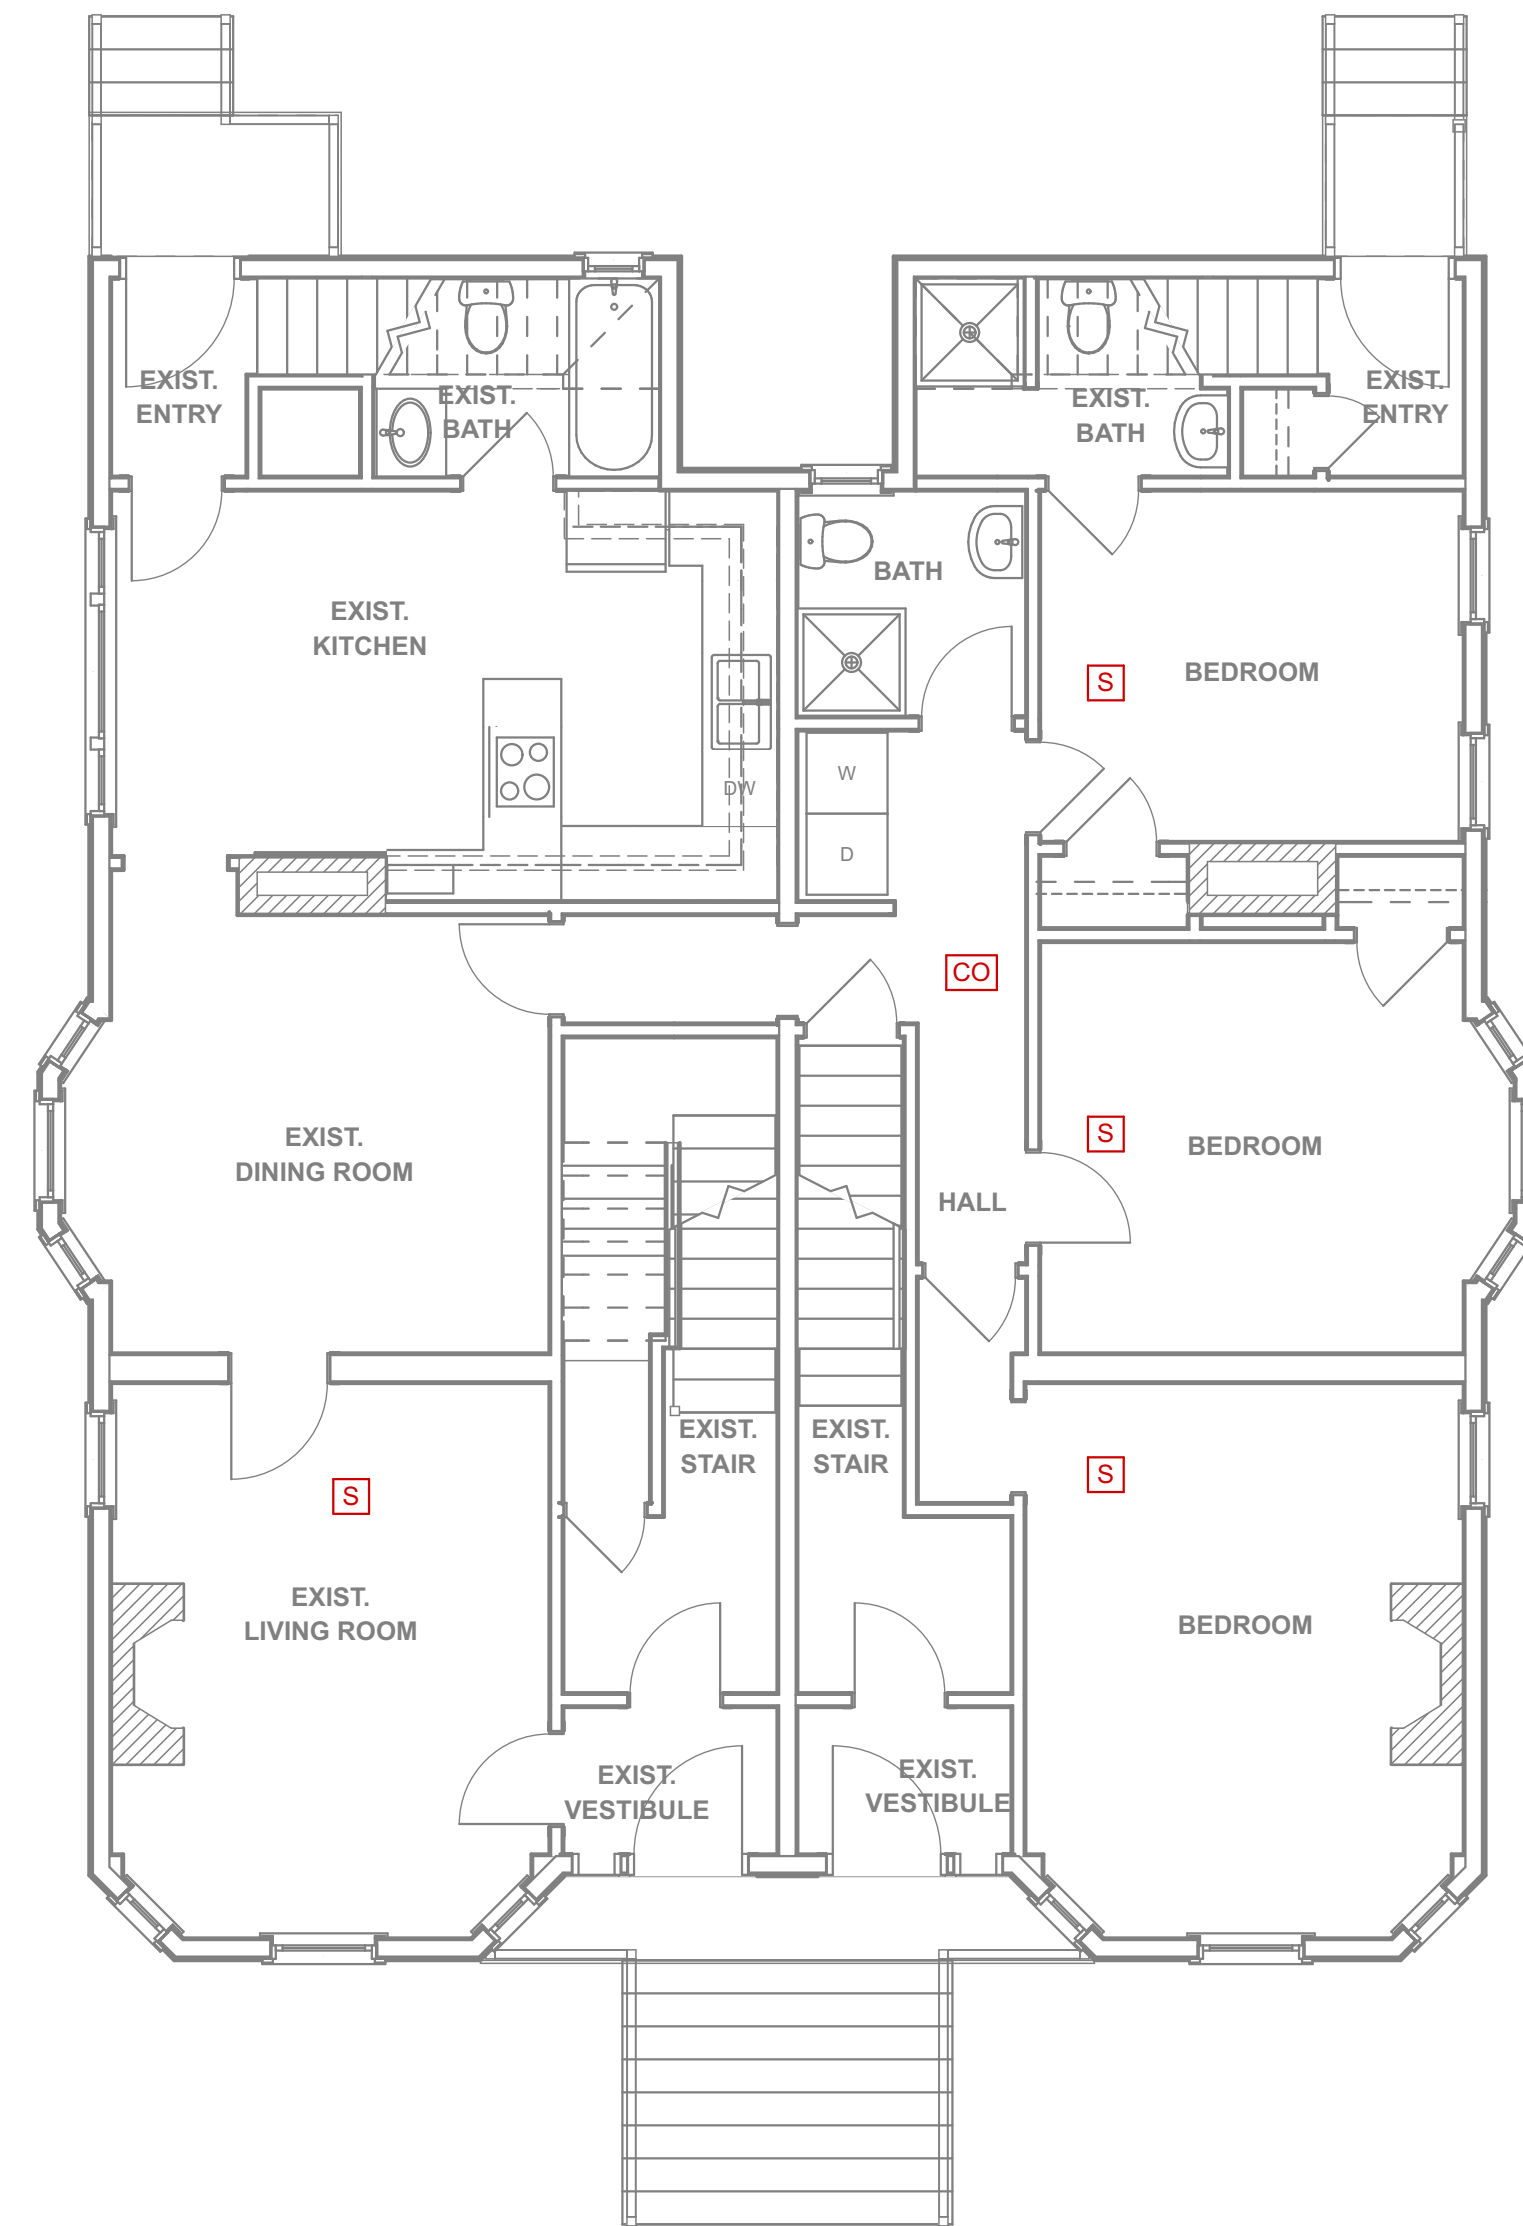 EXIST.
ENTRY
EXIST.
BATH
EXIST.
BATH
EXIST.
ENTRY
EXIST.
KITCHEN
BATH
S
BEDROOM
DW
W
D
CO
EXIST.
DINING ROOM
S
BEDROOM
HALL
EXIST.
STAIR
EXIST.
STAIR
S
S
EXIST.
LIVING ROOM
BEDROOM
EXIST.
VESTIBULE
EXIST.
VESTIBULE